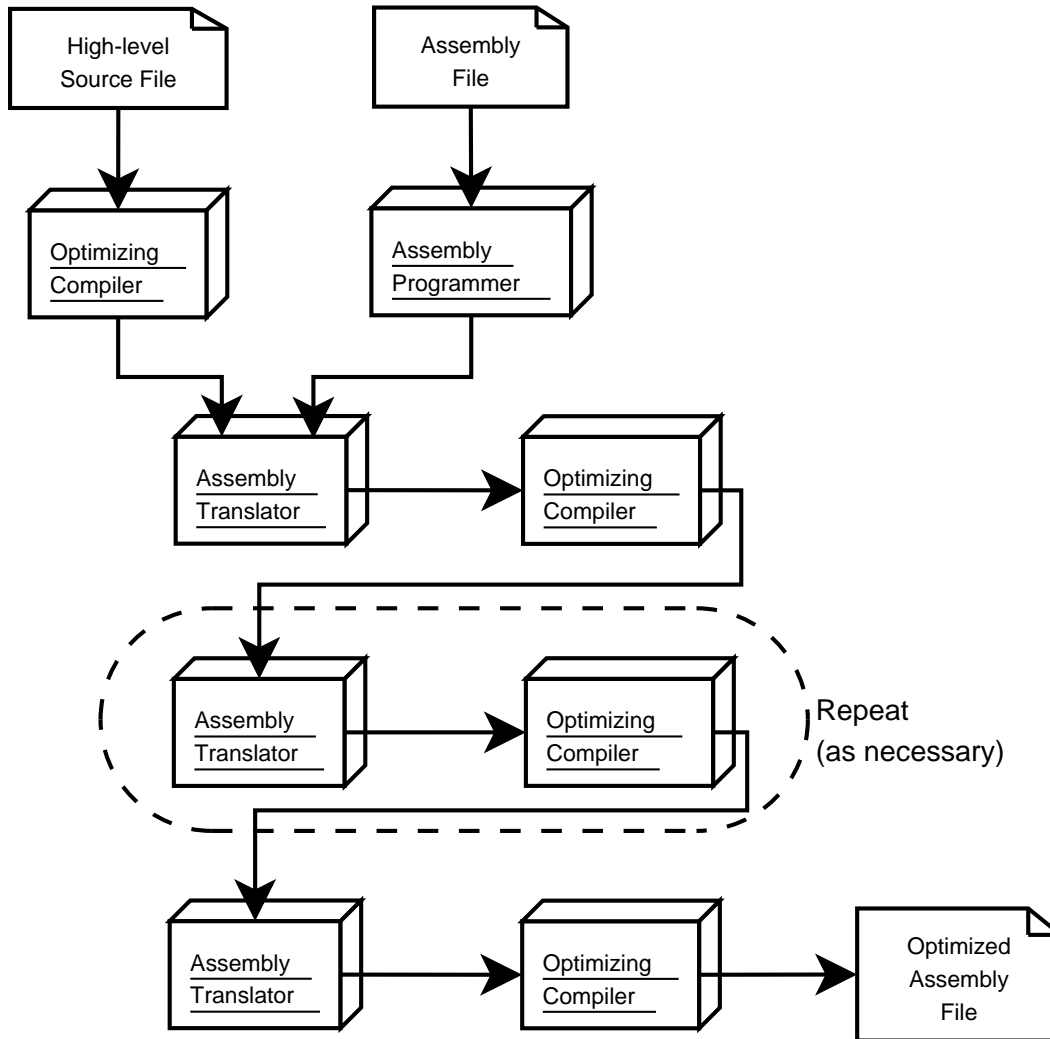 High-level
Source File
Assembly
File
Optimizing
Compiler
Assembly
Programmer
Assembly
Translator
Optimizing
Compiler
Assembly
Translator
Optimizing
Compiler
Repeat
(as necessary)
Assembly
Translator
Optimizing
Compiler
Optimized
Assembly
File